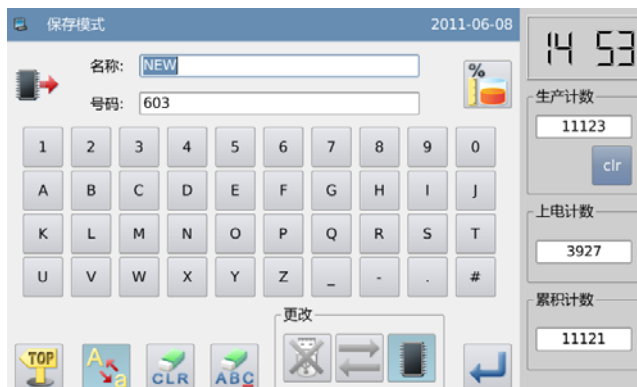 保存模式 2011-06-08
名称: NEW
号码: 603
%
1 2 3 4 5 6 7 8 9 0
A B C D E F G H I J
K L M N O P Q R S T
U V W X Y Z _ - . #
更改
TOP A a CLR ABC
14 53
生产计数
11123
clr
上电计数
3927
累积计数
11121